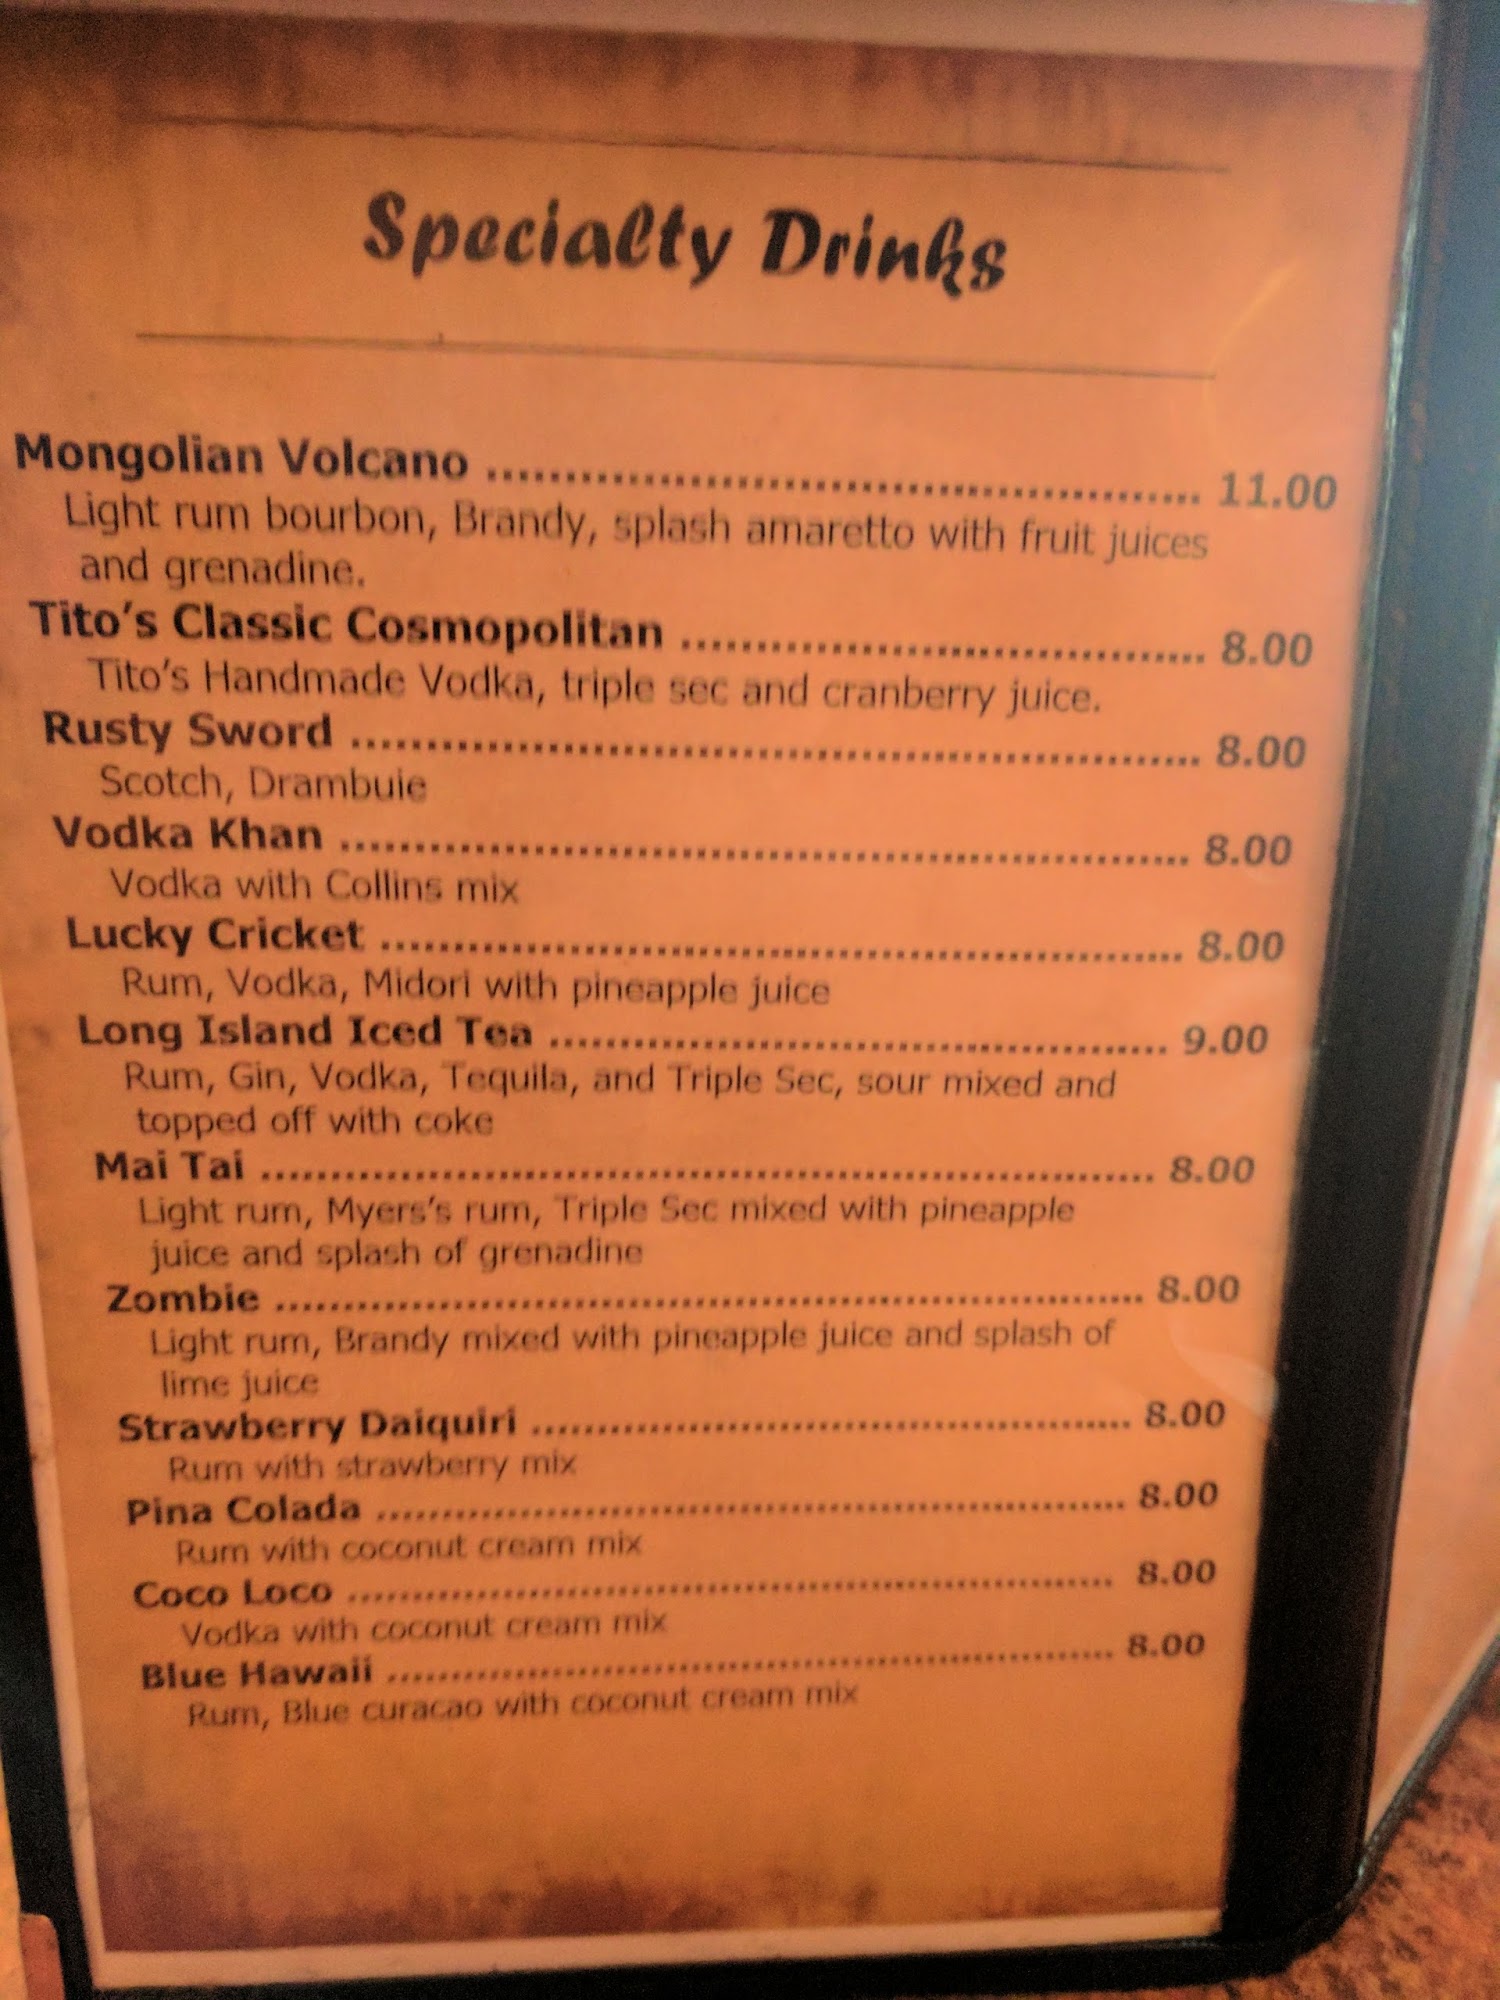 Specialty Drinks
Mongolian Volcano ........................................................ 11.00
Light rum bourbon, Brandy, splash amaretto with fruit juices
and grenadine.
Tito's Classic Cosmopolitan ........................................ 8.00
Tito's Handmade Vodka, triple sec and cranberry juice.
Rusty Sword ................................................................ 8.00
Scotch, Drambuie
Vodka Khan ................................................................ 8.00
Vodka with Collins mix
Lucky Cricket .............................................................. 8.00
Rum, Vodka, Midori with pineapple juice
Long Island Iced Tea ................................................ 9.00
Rum, Gin, Vodka, Tequila, and Triple Sec, sour mixed and
topped off with coke
Mai Tai ...................................................................... 8.00
Light rum, Myers's rum, Triple Sec mixed with pineapple
juice and splash of grenadine
Zombie ...................................................................... 8.00
Light rum, Brandy mixed with pineapple juice and splash of
lime juice
Strawberry Daiquiri .................................................. 8.00
Rum with strawberry mix
Pina Colada .............................................................. 8.00
Rum with coconut cream mix
Coco Loco ................................................................ 8.00
Vodka with coconut cream mix
Blue Hawaii .............................................................. 8.00
Rum, Blue curacao with coconut cream mix